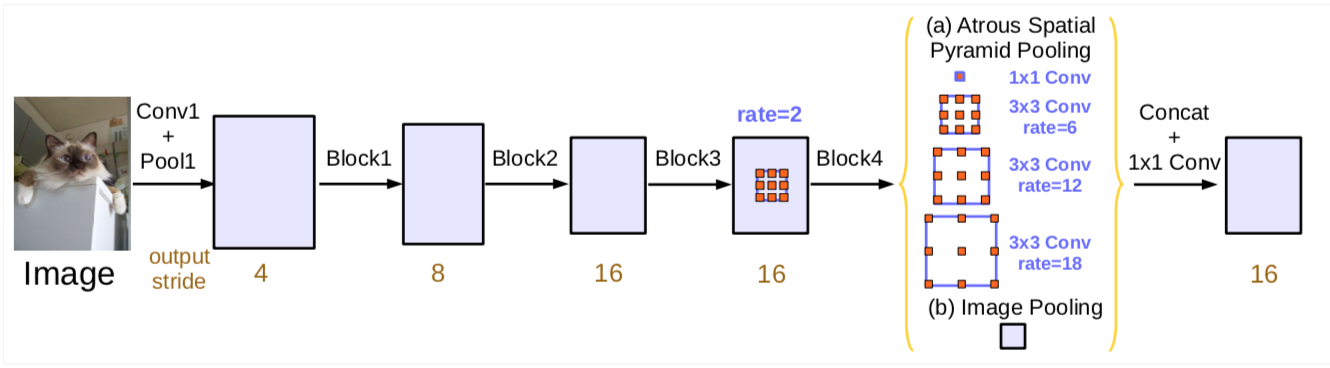 Image
Conv1
+
Pool1
output
stride
4
Block1
8
Block2
16
Block3
rate=2
16
Block4
(a) Atrous Spatial
Pyramid Pooling
1x1 Conv
3x3 Conv
rate=6
3x3 Conv
rate=12
3x3 Conv
rate=18
(b) Image Pooling
Concat
+
1x1 Conv
16